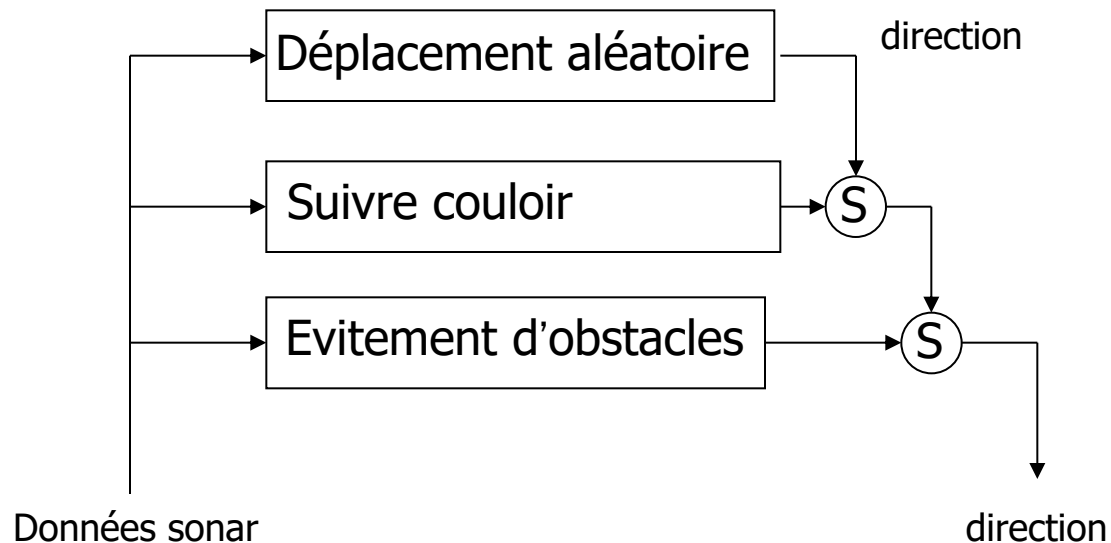 direction
Déplacement aléatoire
Suivre couloir
S
Evitement d’obstacles
S
Données sonar
direction